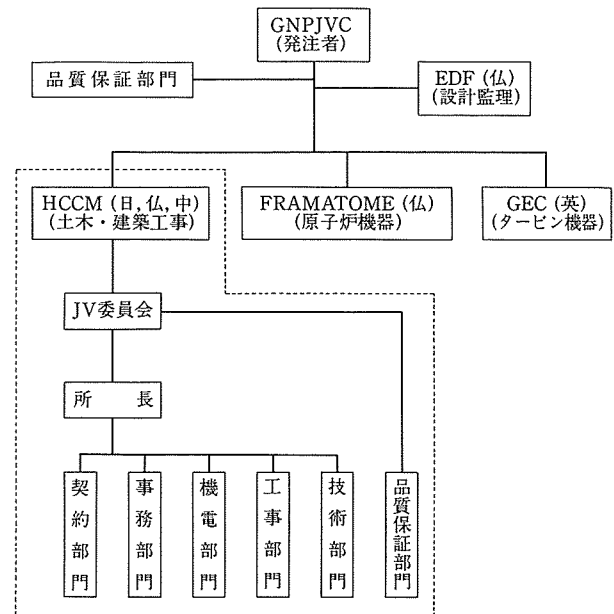 GNPJVC
(発注者)
品質保証部門
EDF (仏)
(設計監理)
HCCM (日, 仏, 中)
(土木・建築工事)
FRAMATOME (仏)
(原子炉機器)
GEC (英)
(タービン機器)
JV委員会
所 長
契約部門
事務部門
機電部門
工事部門
技術部門
品質保証部門